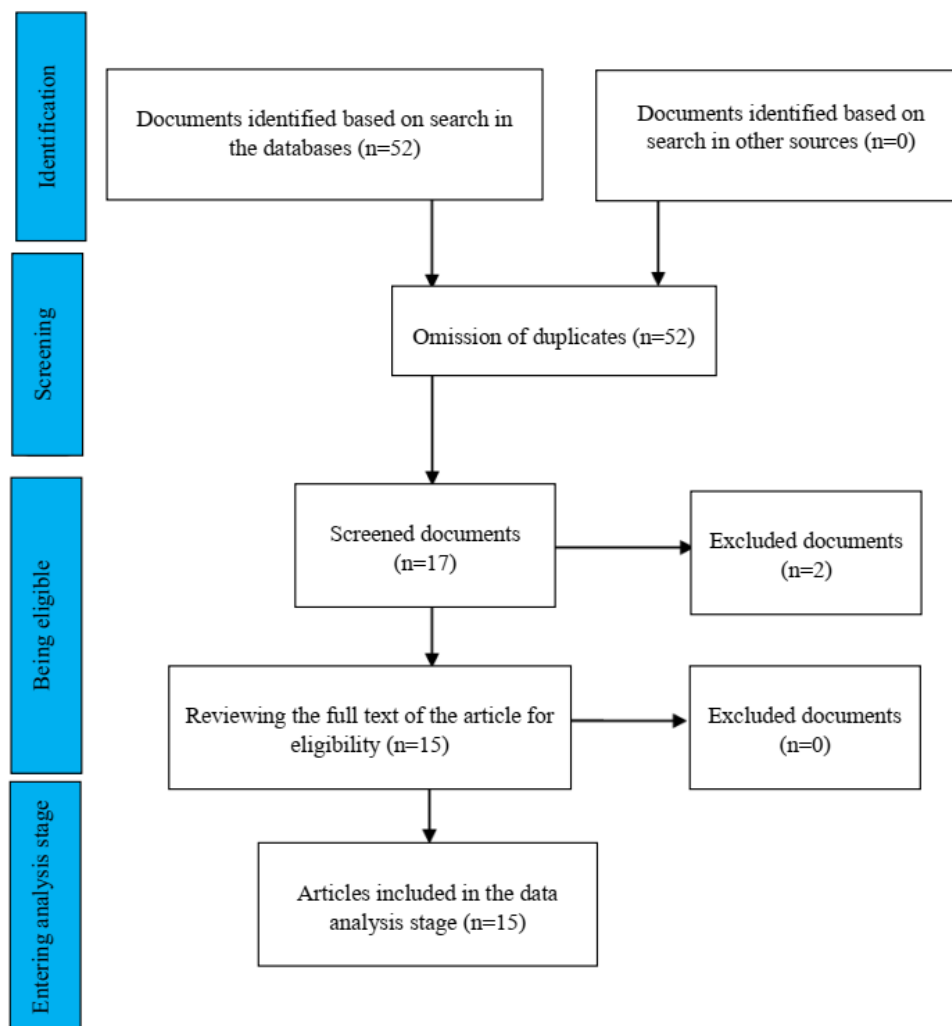 Identification
Documents identified based on search in
the databases (n=52)
Documents identified based on
search in other sources (n=0)
Screening
Omission of duplicates (n=52)
Being eligible
Screened documents
(n=17)
Excluded documents
(n=2)
Reviewing the full text of the article for
eligibility (n=15)
Excluded documents
(n=0)
Entering analysis stage
Articles included in the data
analysis stage (n=15)